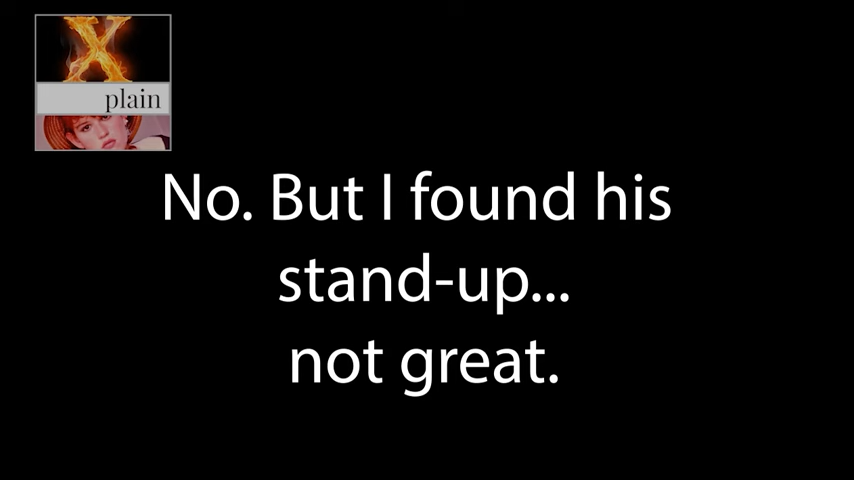 X
plain
No. But I found his
stand-up...
not great.